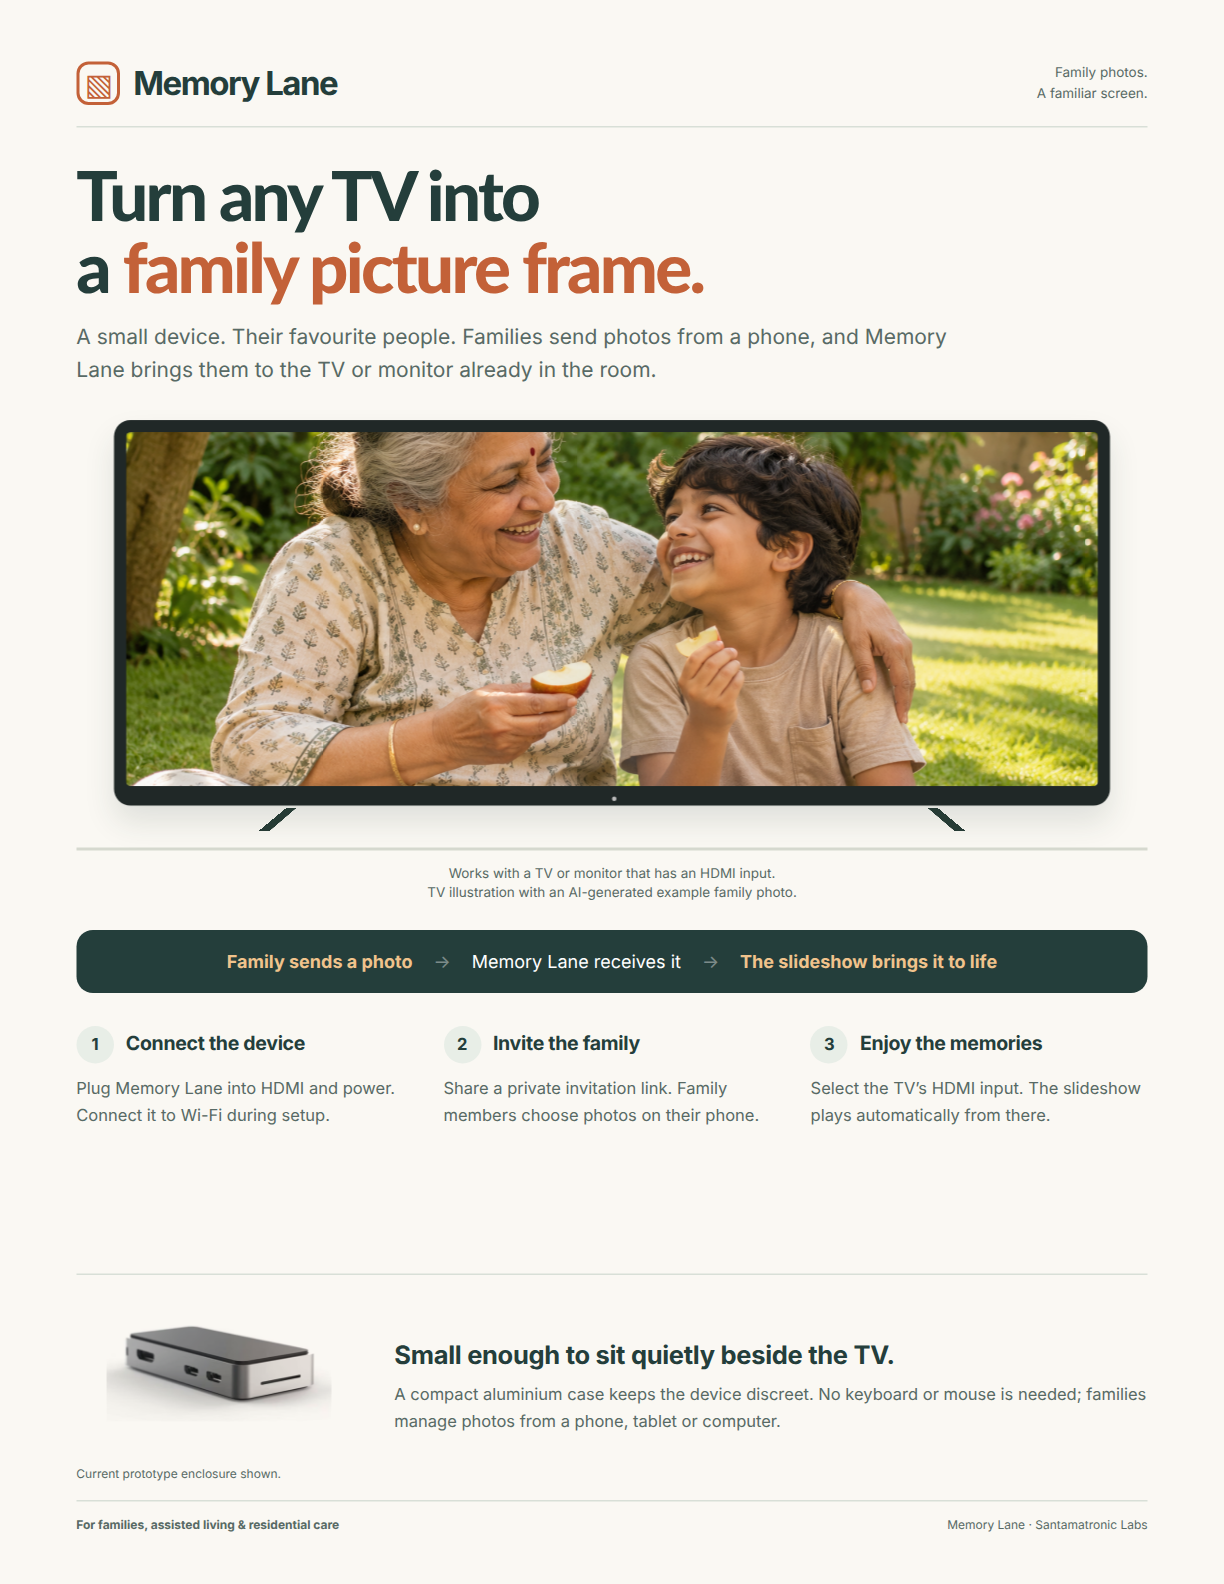 Memory Lane
Family photos.
A familiar screen.
Turn any TV into
a family picture frame.
A small device. Their favourite people. Families send photos from a phone, and Memory
Lane brings them to the TV or monitor already in the room.
Works with a TV or monitor that has an HDMI input.
TV illustration with an AI-generated example family photo.
Family sends a photo → Memory Lane receives it → The slideshow brings it to life
1 Connect the device
Plug Memory Lane into HDMI and power.
Connect it to Wi-Fi during setup.
2 Invite the family
Share a private invitation link. Family
members choose photos on their phone.
3 Enjoy the memories
Select the TV’s HDMI input. The slideshow
plays automatically from there.
Small enough to sit quietly beside the TV.
A compact aluminium case keeps the device discreet. No keyboard or mouse is needed; families
manage photos from a phone, tablet or computer.
Current prototype enclosure shown.
For families, assisted living & residential care
Memory Lane · Santamatronic Labs